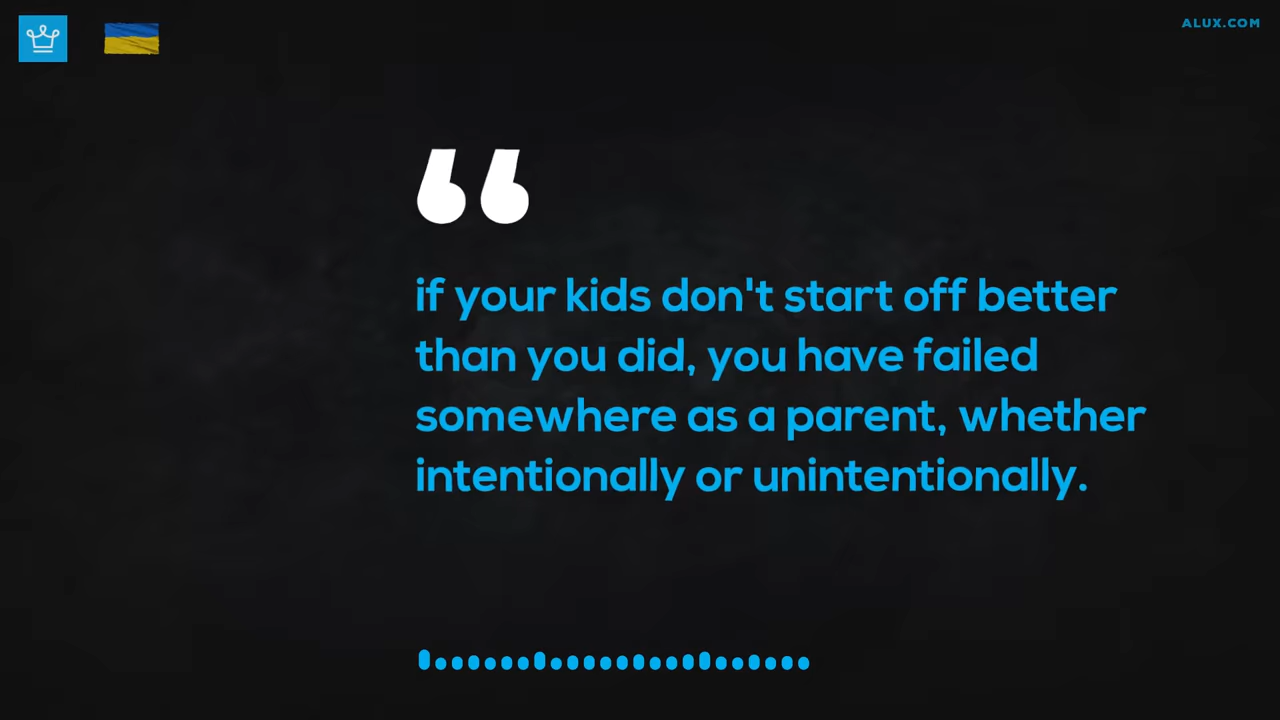 ALUX.COM
“
if your kids don't start off better
than you did, you have failed
somewhere as a parent, whether
intentionally or unintentionally.